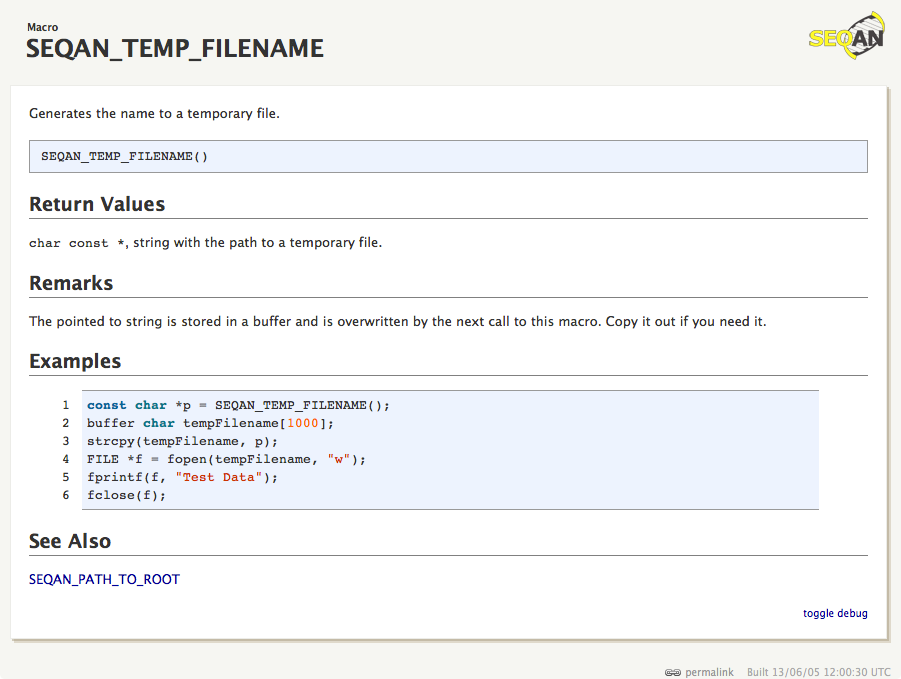 Macro
SEQAN_TEMP_FILENAME
SEQAN
Generates the name to a temporary file.
SEQAN_TEMP_FILENAME()
Return Values
char const *, string with the path to a temporary file.
Remarks
The pointed to string is stored in a buffer and is overwritten by the next call to this macro. Copy it out if you need it.
Examples
1 const char *p = SEQAN_TEMP_FILENAME();
2 buffer char tempFilename[1000];
3 strcpy(tempFilename, p);
4 FILE *f = fopen(tempFilename, "w");
5 fprintf(f, "Test Data");
6 fclose(f);
See Also
SEQAN_PATH_TO_ROOT
toggle debug
permalink Built 13/06/05 12:00:30 UTC